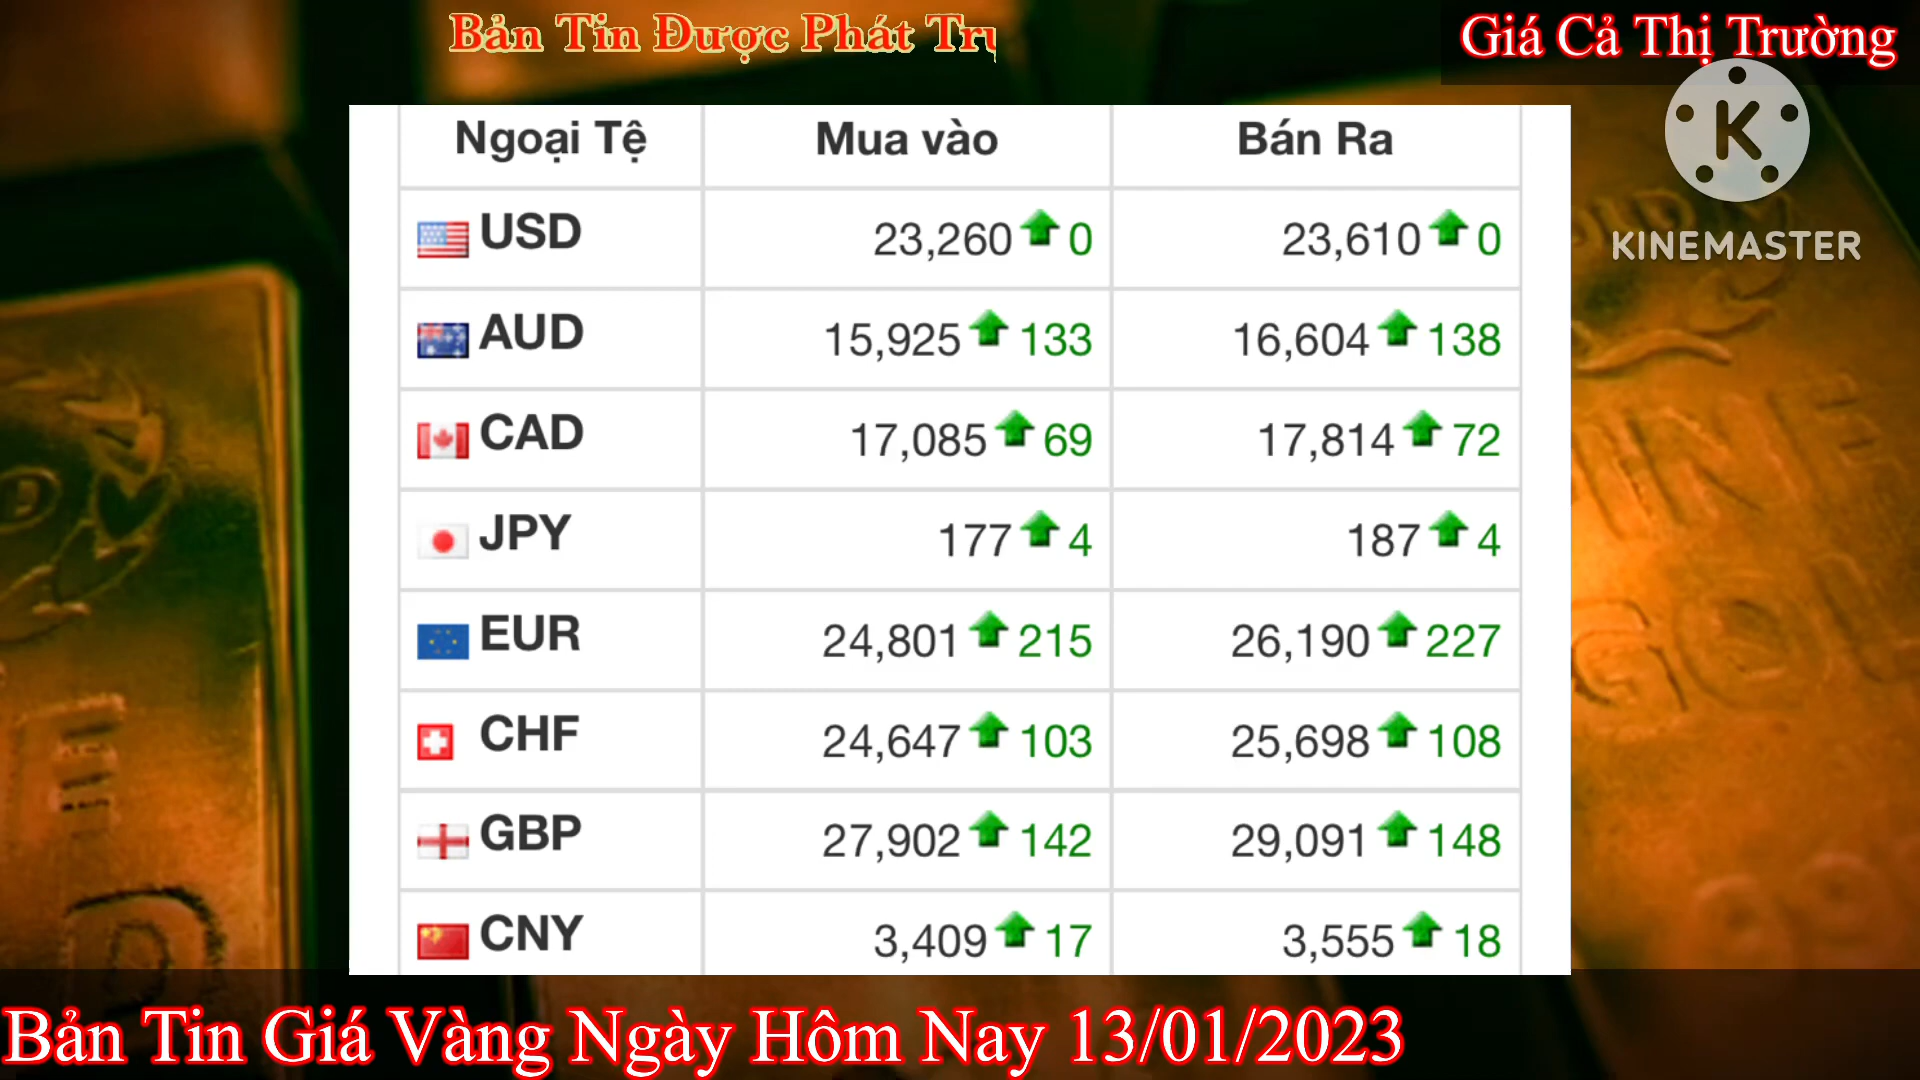 Bản Tin Được Phát
Giá Cả Thị Trường
K
KINEMASTER
Ngoại Tệ Mua vào Bán Ra
USD 23,260 0 23,610 0
AUD 15,925 133 16,604 138
CAD 17,085 69 17,814 72
JPY 177 4 187 4
EUR 24,801 215 26,190 227
CHF 24,647 103 25,698 108
GBP 27,902 142 29,091 148
CNY 3,409 17 3,555 18
Bản Tin Giá Vàng Ngày Hôm Nay 13/01/2023